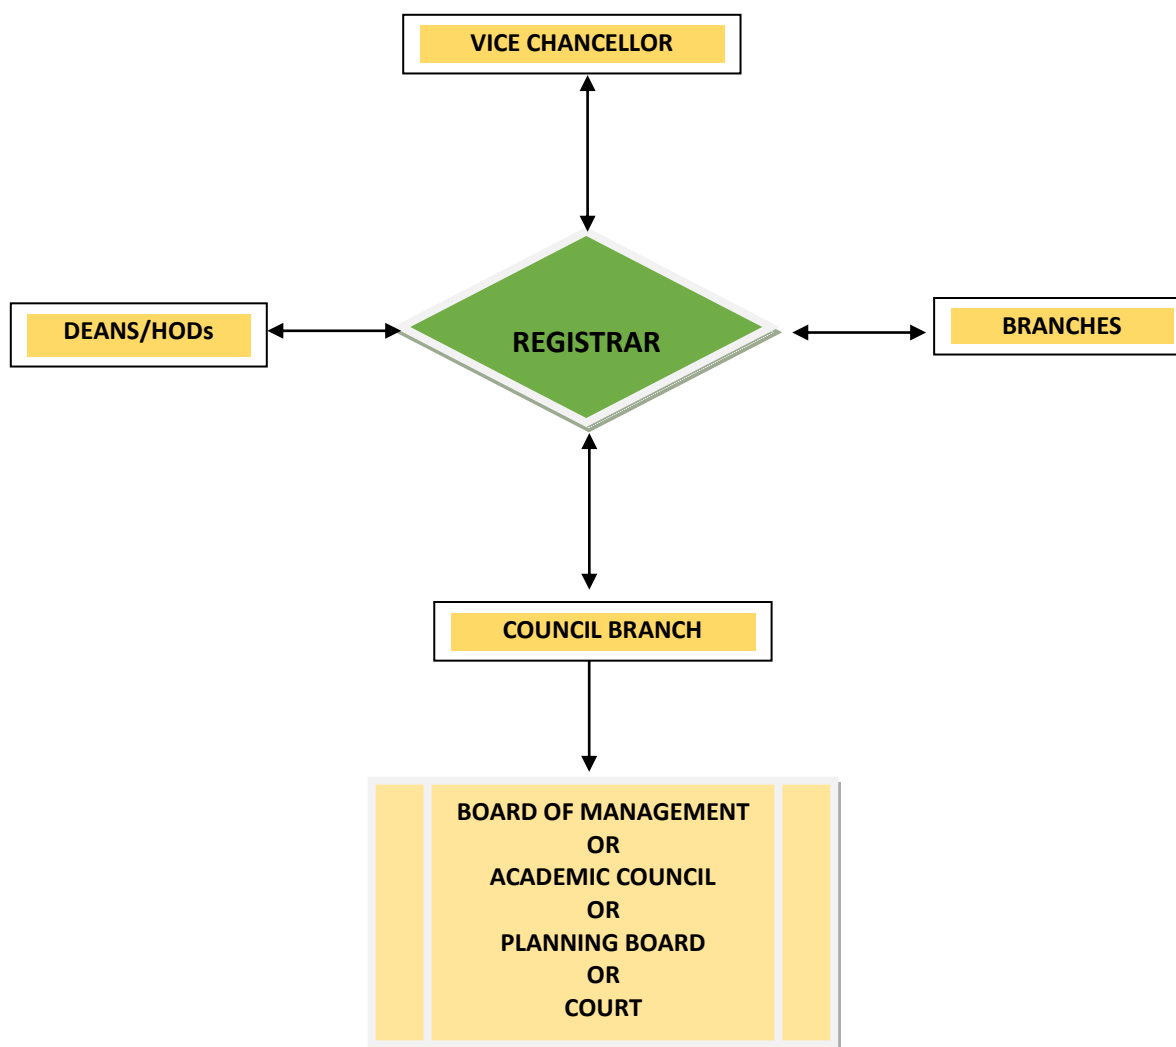 VICE CHANCELLOR
DEANS/HODs
REGISTRAR
BRANCHES
COUNCIL BRANCH
BOARD OF MANAGEMENT
OR
ACADEMIC COUNCIL
OR
PLANNING BOARD
OR
COURT